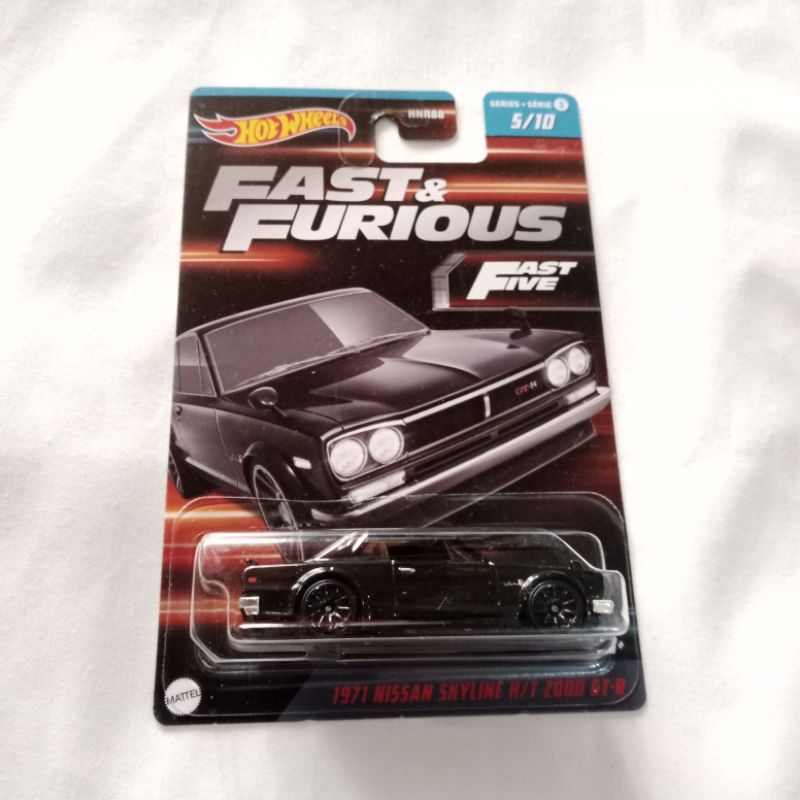 HOT WHEELS
HNR88
SERIES • SÉRIE 3
5/10
FAST &
FURIOUS
FAST
FIVE
GT-R
MATTEL
1971 NISSAN SKYLINE H/T 2000 GT-R